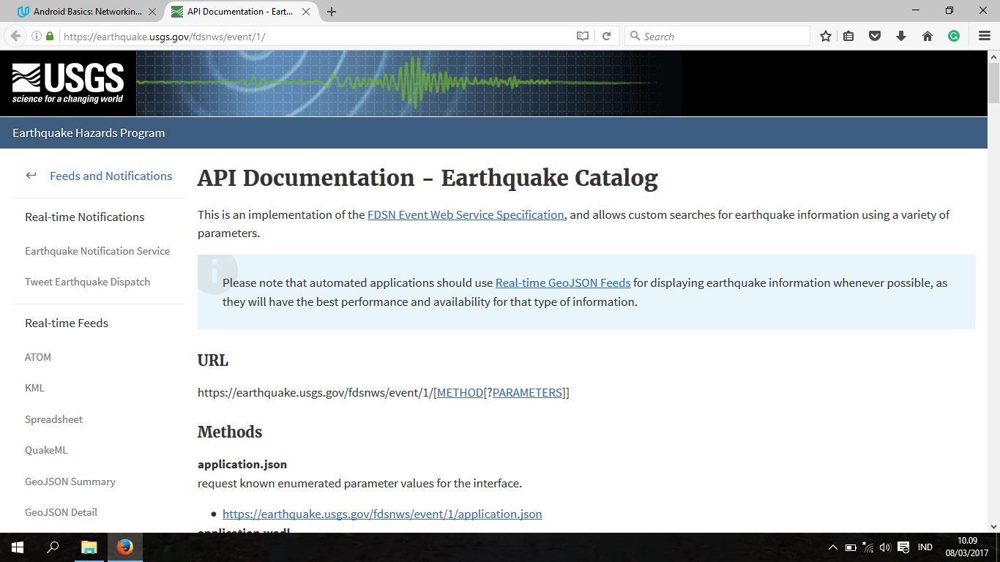 Android Basics: Networkin...
API Documentation - Eart...
https://earthquake.usgs.gov/fdsnws/event/1/
Search
USGS
science for a changing world
Earthquake Hazards Program
Feeds and Notifications
Real-time Notifications
Earthquake Notification Service
Tweet Earthquake Dispatch
Real-time Feeds
ATOM
KML
Spreadsheet
QuakeML
GeoJSON Summary
GeoJSON Detail
API Documentation - Earthquake Catalog
This is an implementation of the FDSN Event Web Service Specification, and allows custom searches for earthquake information using a variety of
parameters.
Please note that automated applications should use Real-time GeoJSON Feeds for displaying earthquake information whenever possible, as
they will have the best performance and availability for that type of information.
URL
https://earthquake.usgs.gov/fdsnws/event/1/[METHOD[?PARAMETERS]]
Methods
application.json
request known enumerated parameter values for the interface.
https://earthquake.usgs.gov/fdsnws/event/1/application.json
application.wadl
IND
10.09
08/03/2017